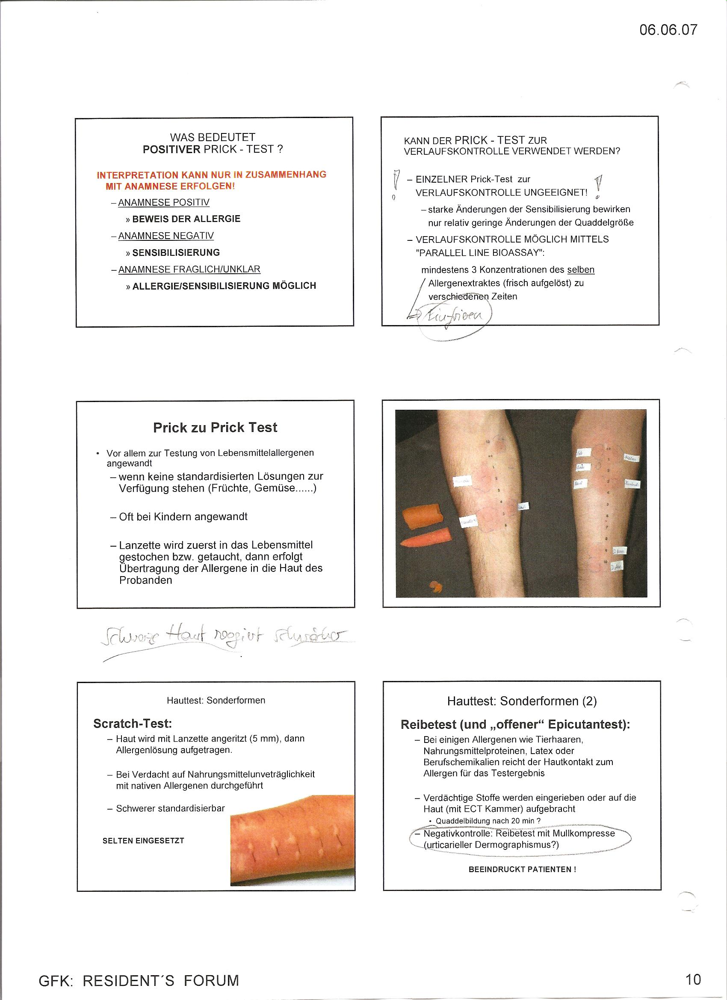 06.06.07
WAS BEDEUTET
POSITIVER PRICK - TEST ?
INTERPRETATION KANN NUR IN ZUSAMMENHANG
MIT ANAMNESE ERFOLGEN!
– ANAMNESE POSITIV
» BEWEIS DER ALLERGIE
– ANAMNESE NEGATIV
» SENSIBILISIERUNG
– ANAMNESE FRAGLICH/UNKLAR
» ALLERGIE/SENSIBILISIERUNG MÖGLICH
KANN DER PRICK - TEST ZUR
VERLAUFSKONTROLLE VERWENDET WERDEN?
! – EINZELNER Prick-Test zur
VERLAUFSKONTROLLE UNGEEIGNET! !
– starke Änderungen der Sensibilisierung bewirken
nur relativ geringe Änderungen der Quaddelgröße
– VERLAUFSKONTROLLE MÖGLICH MITTELS
"PARALLEL LINE BIOASSAY":
mindestens 3 Konzentrationen des selben
Allergenextraktes (frisch aufgelöst) zu
verschiedenen Zeiten
Einfrieren
Prick zu Prick Test
• Vor allem zur Testung von Lebensmittelallergenen
angewandt
– wenn keine standardisierten Lösungen zur
Verfügung stehen (Früchte, Gemüse......)
– Oft bei Kindern angewandt
– Lanzette wird zuerst in das Lebensmittel
gestochen bzw. getaucht, dann erfolgt
Übertragung der Allergene in die Haut des
Probanden
Schwarze Haut reagiert schwächer
Hauttest: Sonderformen
Scratch-Test:
– Haut wird mit Lanzette angeritzt (5 mm), dann
Allergenlösung aufgetragen.
– Bei Verdacht auf Nahrungsmittelunveträglichkeit
mit nativen Allergenen durchgeführt
– Schwerer standardisierbar
SELTEN EINGESETZT
Hauttest: Sonderformen (2)
Reibetest (und „offener“ Epicutantest):
– Bei einigen Allergenen wie Tierhaaren,
Nahrungsmittelproteinen, Latex oder
Berufschemikalien reicht der Hautkontakt zum
Allergen für das Testergebnis
– Verdächtige Stoffe werden eingerieben oder auf die
Haut (mit ECT Kammer) aufgebracht
• Quaddelbildung nach 20 min ?
– Negativkontrolle: Reibetest mit Mullkompresse
(urticarieller Dermographismus?)
BEEINDRUCKT PATIENTEN !
GFK: RESIDENT´S FORUM
10